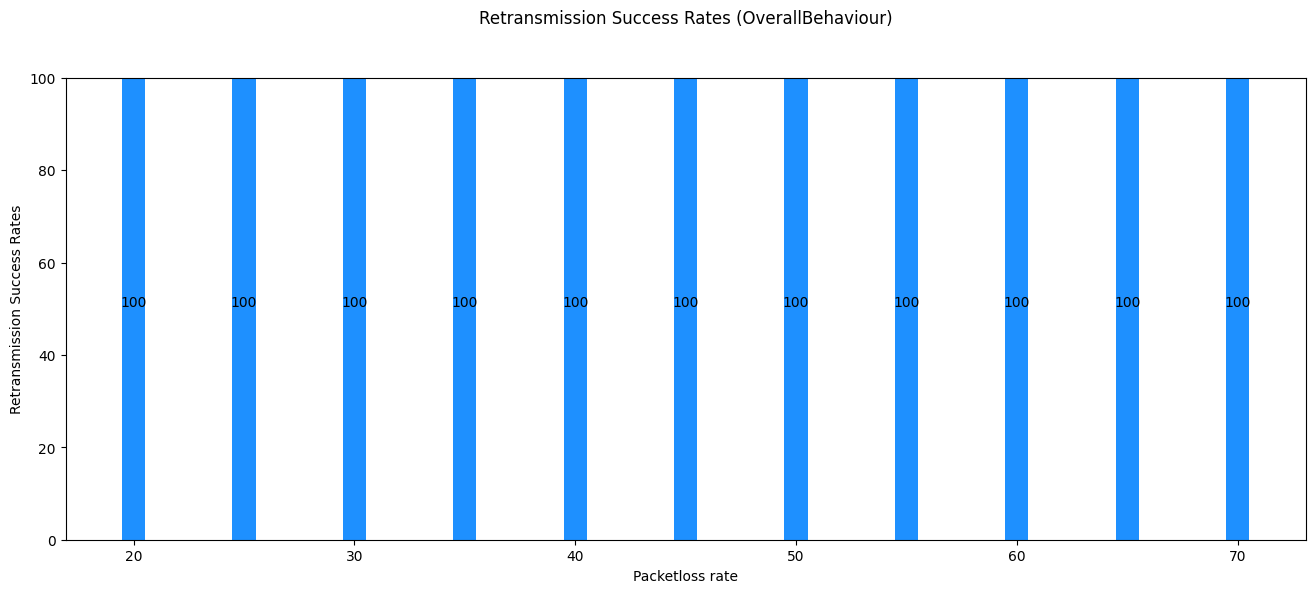 Retransmission Success Rates (OverallBehaviour)
100
80
60
40
20
0
Retransmission Success Rates
100 100 100 100 100 100 100 100 100 100 100
20 30 40 50 60 70
Packetloss rate